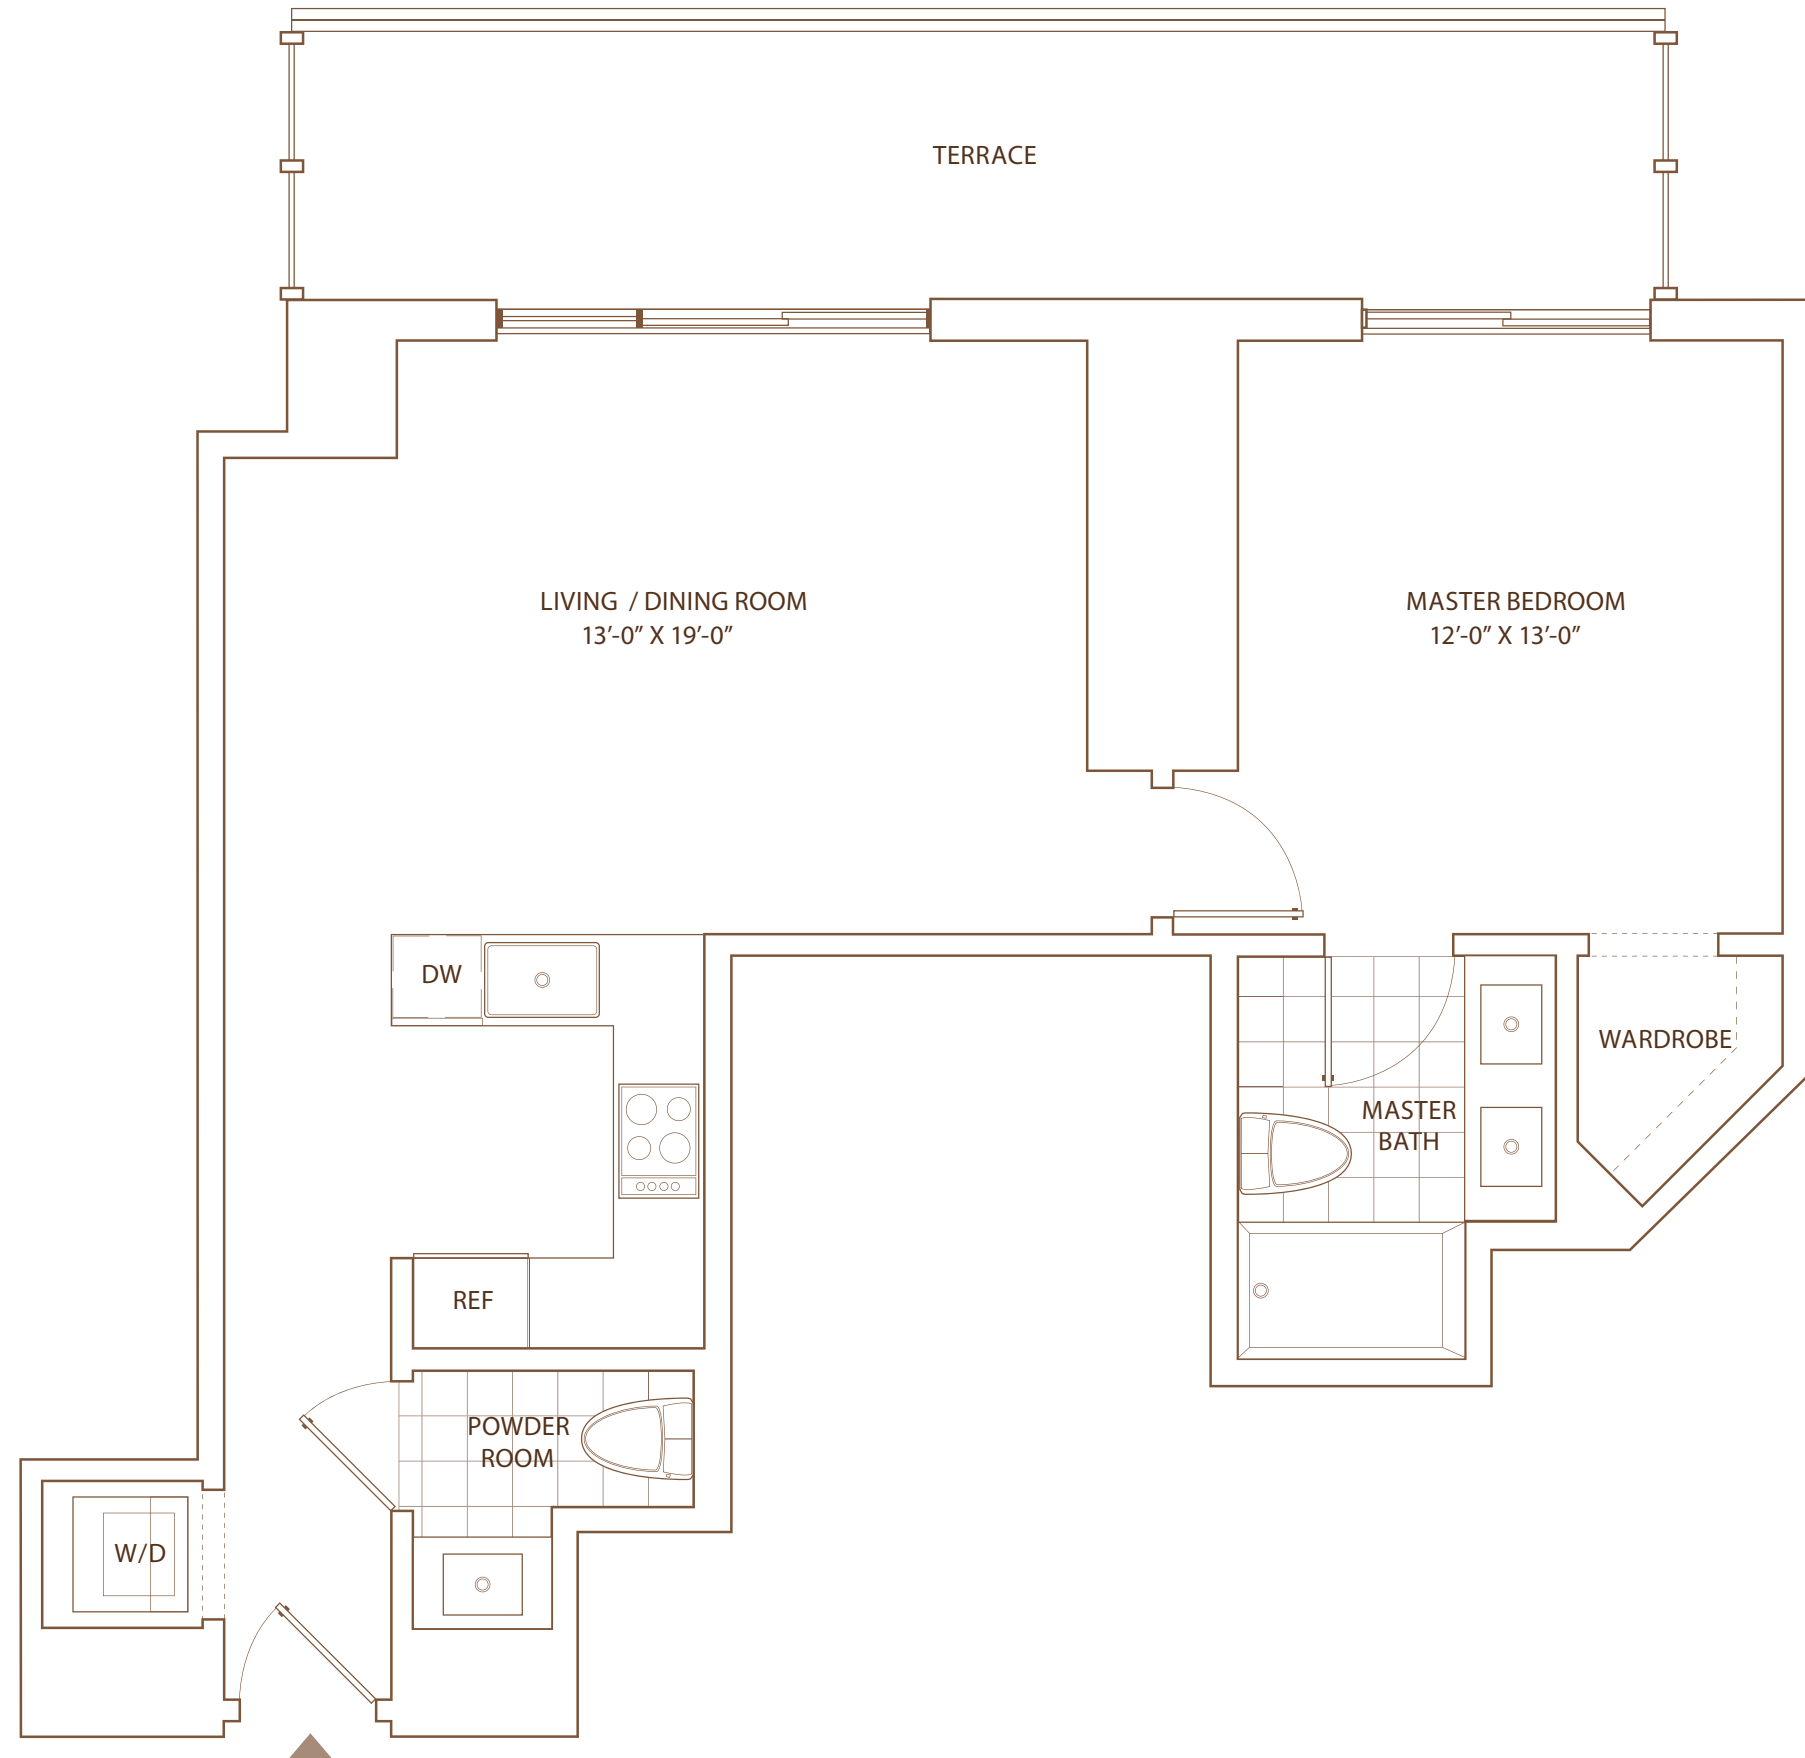 TERRACE
LIVING / DINING ROOM
13’-0” X 19’-0”
MASTER BEDROOM
12’-0” X 13’-0”
DW
WARDROBE
MASTER
BATH
REF
POWDER
ROOM
W/D